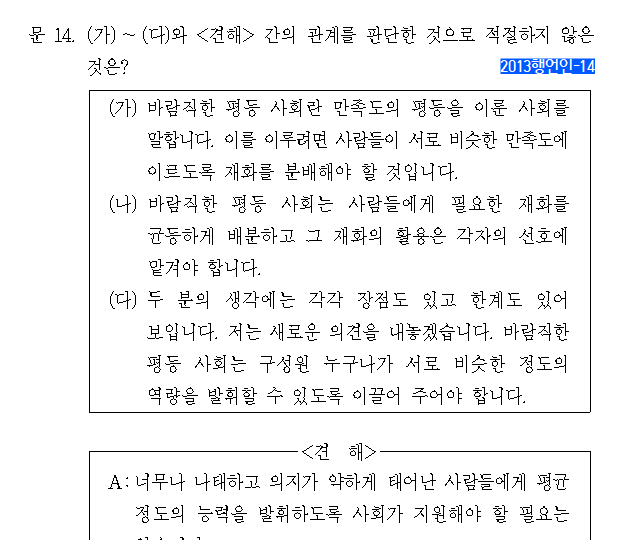 문 14. (가) ~ (다)와 <견해> 간의 관계를 판단한 것으로 적절하지 않은
것은?
2013행언인-14
(가) 바람직한 평등 사회란 만족도의 평등을 이룬 사회를
말합니다. 이를 이루려면 사람들이 서로 비슷한 만족도에
이르도록 재화를 분배해야 할 것입니다.
(나) 바람직한 평등 사회는 사람들에게 필요한 재화를
균등하게 배분하고 그 재화의 활용은 각자의 선호에
맡겨야 합니다.
(다) 두 분의 생각에는 각각 장점도 있고 한계도 있어
보입니다. 저는 새로운 의견을 내놓겠습니다. 바람직한
평등 사회는 구성원 누구나가 서로 비슷한 정도의
역량을 발휘할 수 있도록 이끌어 주어야 합니다.
<견 해>
A: 너무나 나태하고 의지가 약하게 태어난 사람들에게 평균
정도의 능력을 발휘하도록 사회가 지원해야 할 필요는